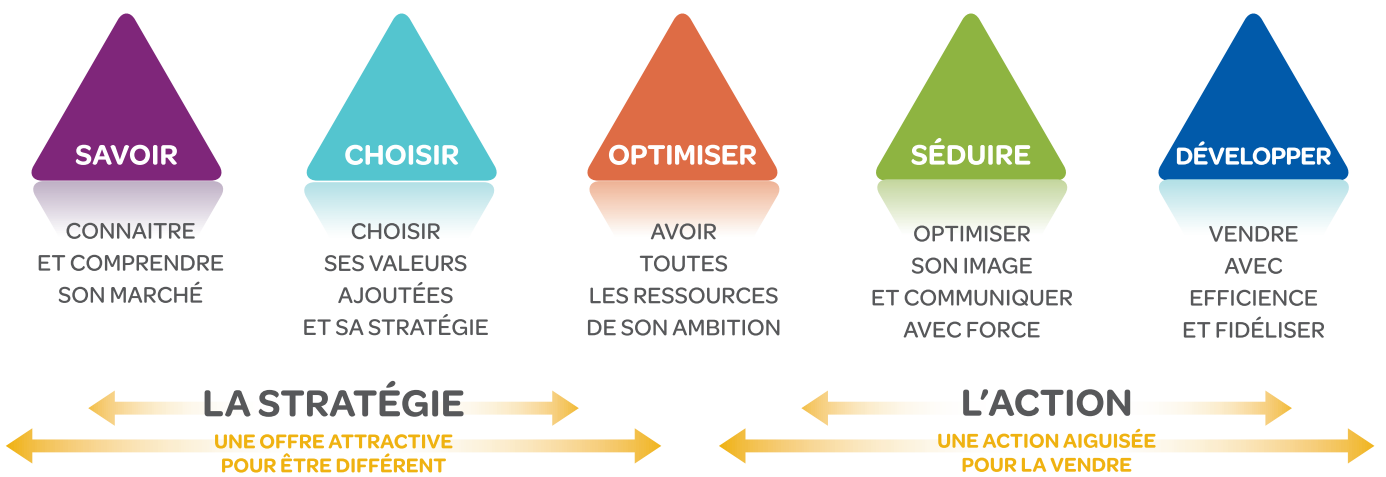 SAVOIR
CONNAITRE
ET COMPRENDRE
SON MARCHÉ
CHOISIR
CHOISIR
SES VALEURS
AJOUTÉES
ET SA STRATÉGIE
OPTIMISER
AVOIR
TOUTES
LES RESSOURCES
DE SON AMBITION
SÉDUIRE
OPTIMISER
SON IMAGE
ET COMMUNIQUER
AVEC FORCE
DÉVELOPPER
VENDRE
AVEC
EFFICIENCE
ET FIDÉLISER
LA STRATÉGIE
UNE OFFRE ATTRACTIVE
POUR ÊTRE DIFFÉRENT
L'ACTION
UNE ACTION AIGUISÉE
POUR LA VENDRE